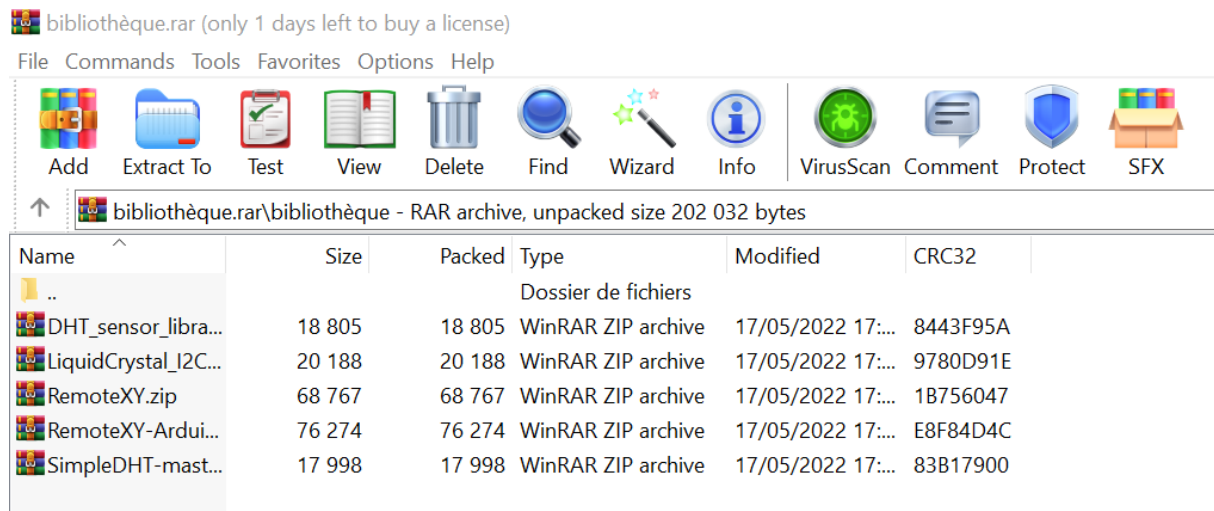 bibliothèque.rar (only 1 days left to buy a license)
File Commands Tools Favorites Options Help
Add Extract To Test View Delete Find Wizard Info VirusScan Comment Protect SFX
bibliothèque.rar\bibliothèque - RAR archive, unpacked size 202 032 bytes
Name Size Packed Type Modified CRC32
.. Dossier de fichiers
DHT_sensor_libra... 18 805 18 805 WinRAR ZIP archive 17/05/2022 17:... 8443F95A
LiquidCrystal_I2C... 20 188 20 188 WinRAR ZIP archive 17/05/2022 17:... 9780D91E
RemoteXY.zip 68 767 68 767 WinRAR ZIP archive 17/05/2022 17:... 1B756047
RemoteXY-Ardui... 76 274 76 274 WinRAR ZIP archive 17/05/2022 17:... E8F84D4C
SimpleDHT-mast... 17 998 17 998 WinRAR ZIP archive 17/05/2022 17:... 83B17900